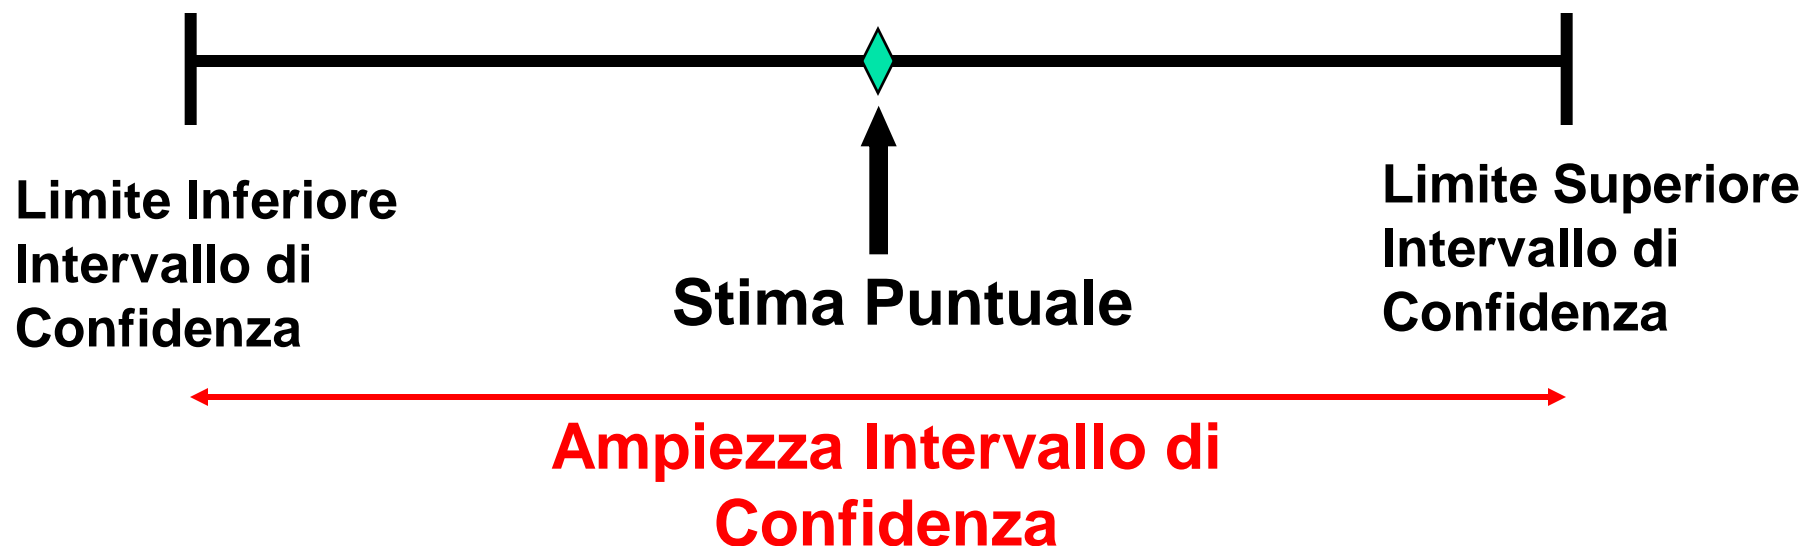 Limite Inferiore
Intervallo di
Confidenza
Stima Puntuale
Limite Superiore
Intervallo di
Confidenza
Ampiezza Intervallo di
Confidenza